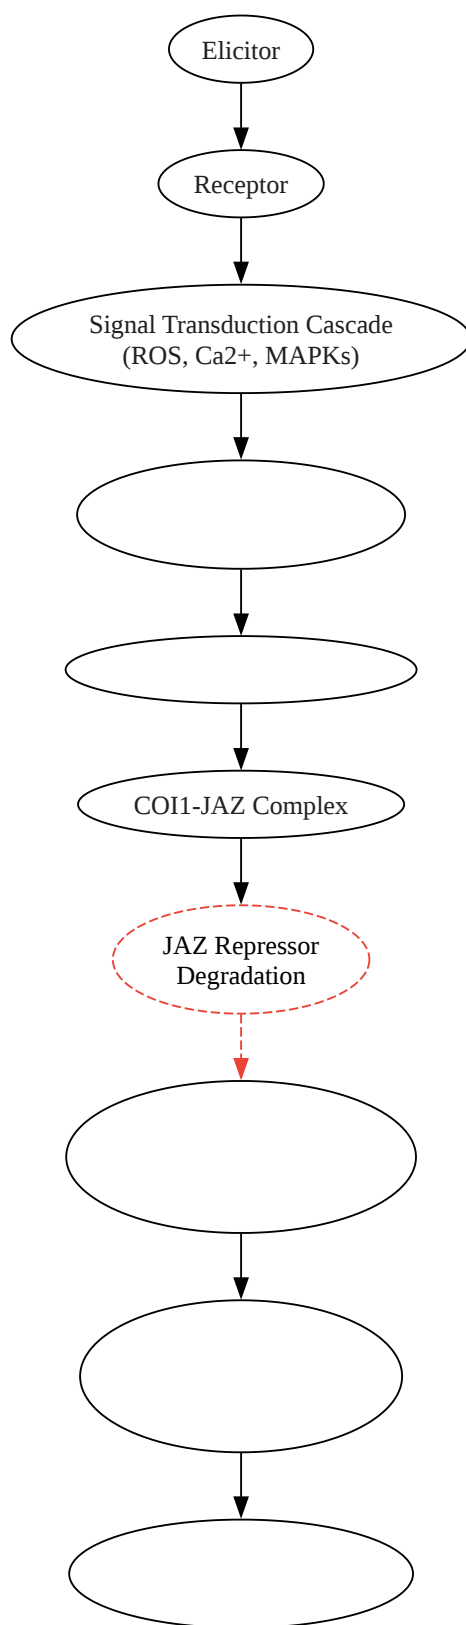 Elicitor
Receptor
Signal Transduction Cascade
(ROS, Ca2+, MAPKs)
COI1-JAZ Complex
JAZ Repressor
Degradation